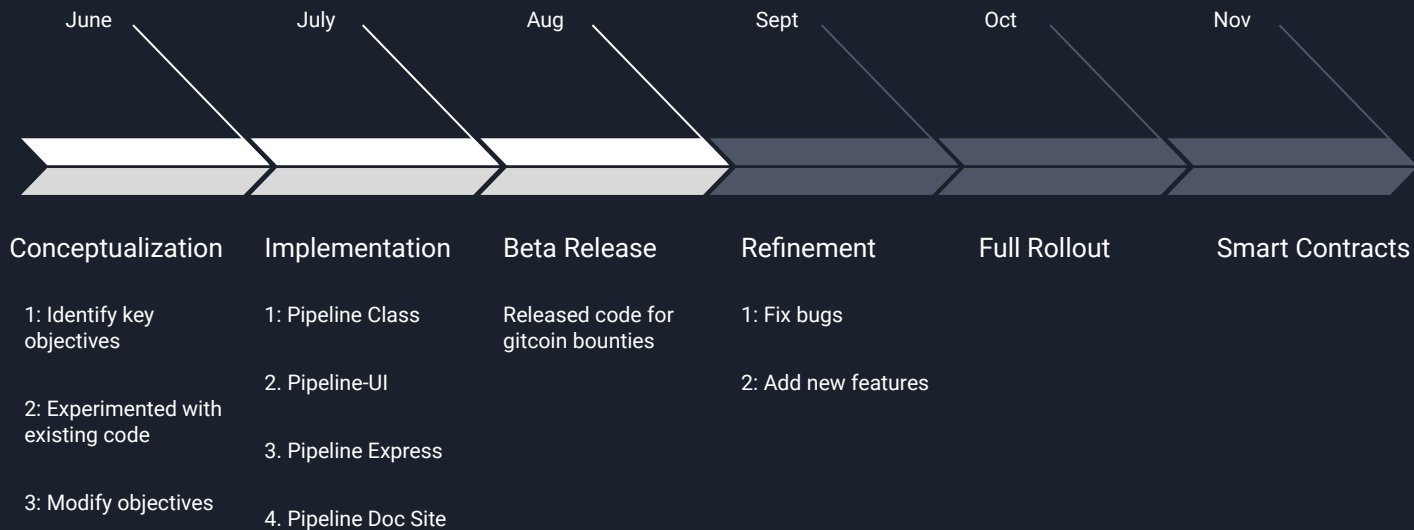 June
July
Aug
Sept
Oct
Nov
Conceptualization
1: Identify key
objectives
2: Experimented with
existing code
3: Modify objectives
Implementation
1: Pipeline Class
2. Pipeline-UI
3. Pipeline Express
4. Pipeline Doc Site
Beta Release
Released code for
gitcoin bounties
Refinement
1: Fix bugs
2: Add new features
Full Rollout
Smart Contracts